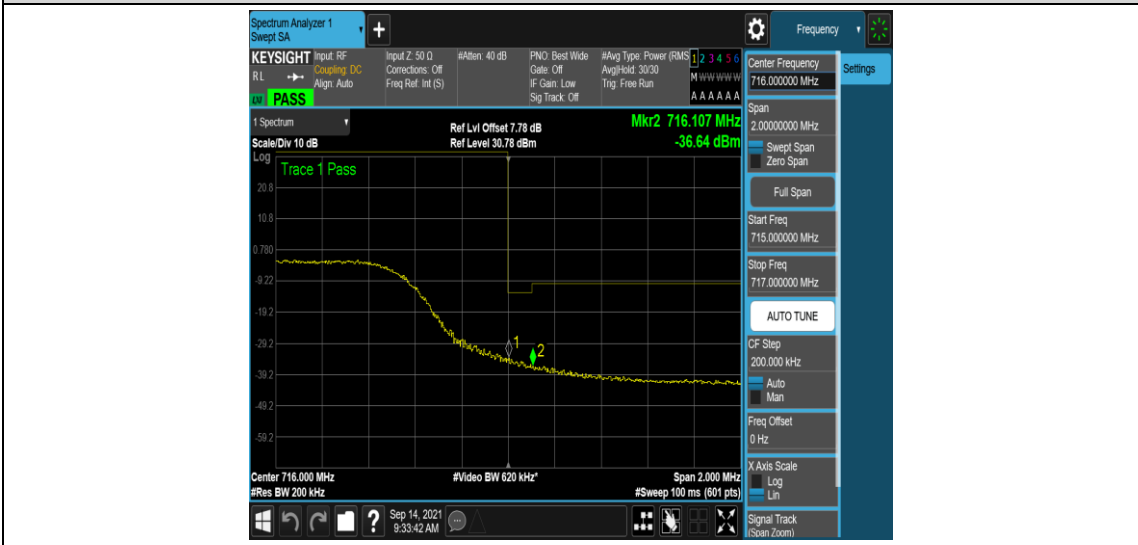 Spectrum Analyzer 1
Swept SA
+
Frequency
KEYSIGHT
RL
PASS
Input: RF
Coupling: DC
Align: Auto
Input Z: 50 Ω
Corrections: Off
Freq Ref: Int (S)
#Atten: 40 dB
PNO: Best Wide
Gate: Off
IF Gain: Low
Sig Track: Off
#Avg Type: Power (RMS
Avg|Hold: 30/30
Trig: Free Run
1 2 3 4 5 6
M W W W W W
A A A A A A
1 Spectrum
Scale/Div 10 dB
Ref Lvl Offset 7.78 dB
Ref Level 30.78 dBm
Mkr2 716.107 MHz
-36.64 dBm
Log
Trace 1 Pass
20.8
10.8
0.780
-9.22
-19.2
-29.2
-39.2
-49.2
-59.2
1
2
Center 716.000 MHz
#Res BW 200 kHz
#Video BW 620 kHz*
Span 2.000 MHz
#Sweep 100 ms (601 pts)
?
Sep 14, 2021
9:33:42 AM
Center Frequency
716.000000 MHz
Settings
Span
2.00000000 MHz
Swept Span
Zero Span
Full Span
Start Freq
715.000000 MHz
Stop Freq
717.000000 MHz
AUTO TUNE
CF Step
200.000 kHz
Auto
Man
Freq Offset
0 Hz
X Axis Scale
Log
Lin
Signal Track
(Span Zoom)